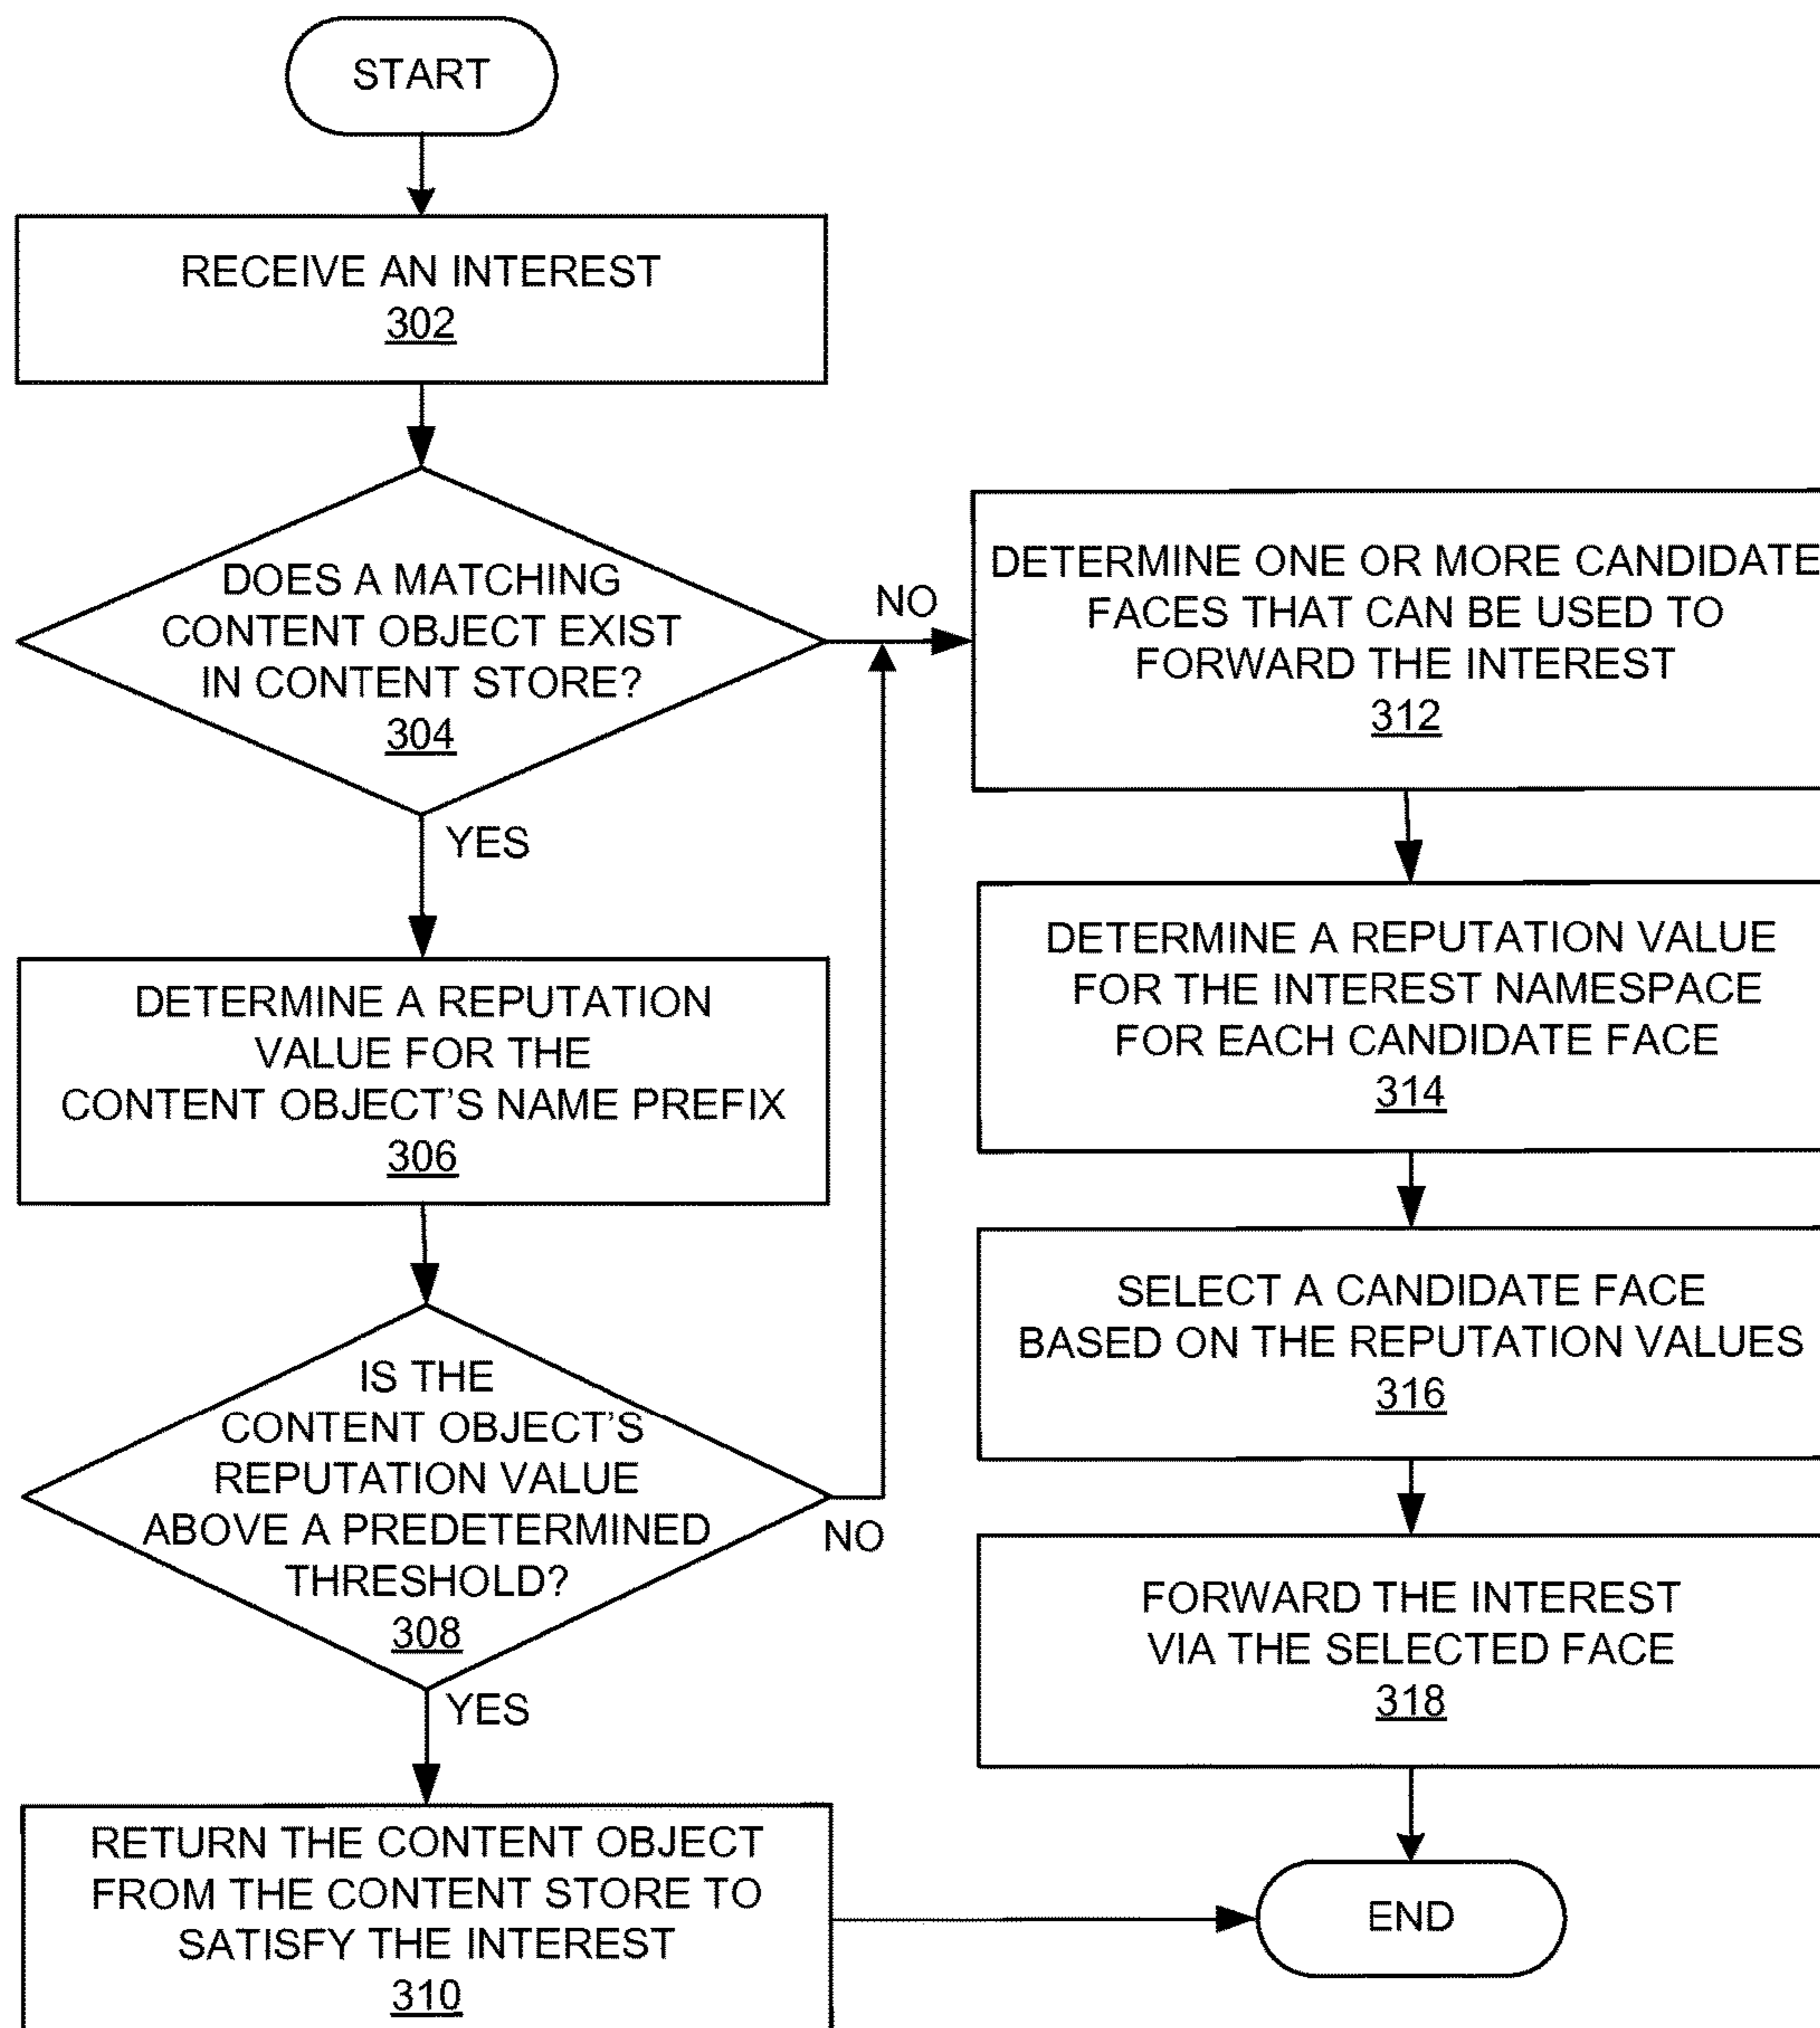 START
RECEIVE AN INTEREST
302
DOES A MATCHING
CONTENT OBJECT EXIST
IN CONTENT STORE?
304
NO
YES
DETERMINE A REPUTATION
VALUE FOR THE
CONTENT OBJECT'S NAME PREFIX
306
IS THE
CONTENT OBJECT'S
REPUTATION VALUE
ABOVE A PREDETERMINED
THRESHOLD?
308
NO
YES
RETURN THE CONTENT OBJECT
FROM THE CONTENT STORE TO
SATISFY THE INTEREST
310
DETERMINE ONE OR MORE CANDIDATE
FACES THAT CAN BE USED TO
FORWARD THE INTEREST
312
DETERMINE A REPUTATION VALUE
FOR THE INTEREST NAMESPACE
FOR EACH CANDIDATE FACE
314
SELECT A CANDIDATE FACE
BASED ON THE REPUTATION VALUES
316
FORWARD THE INTEREST
VIA THE SELECTED FACE
318
END